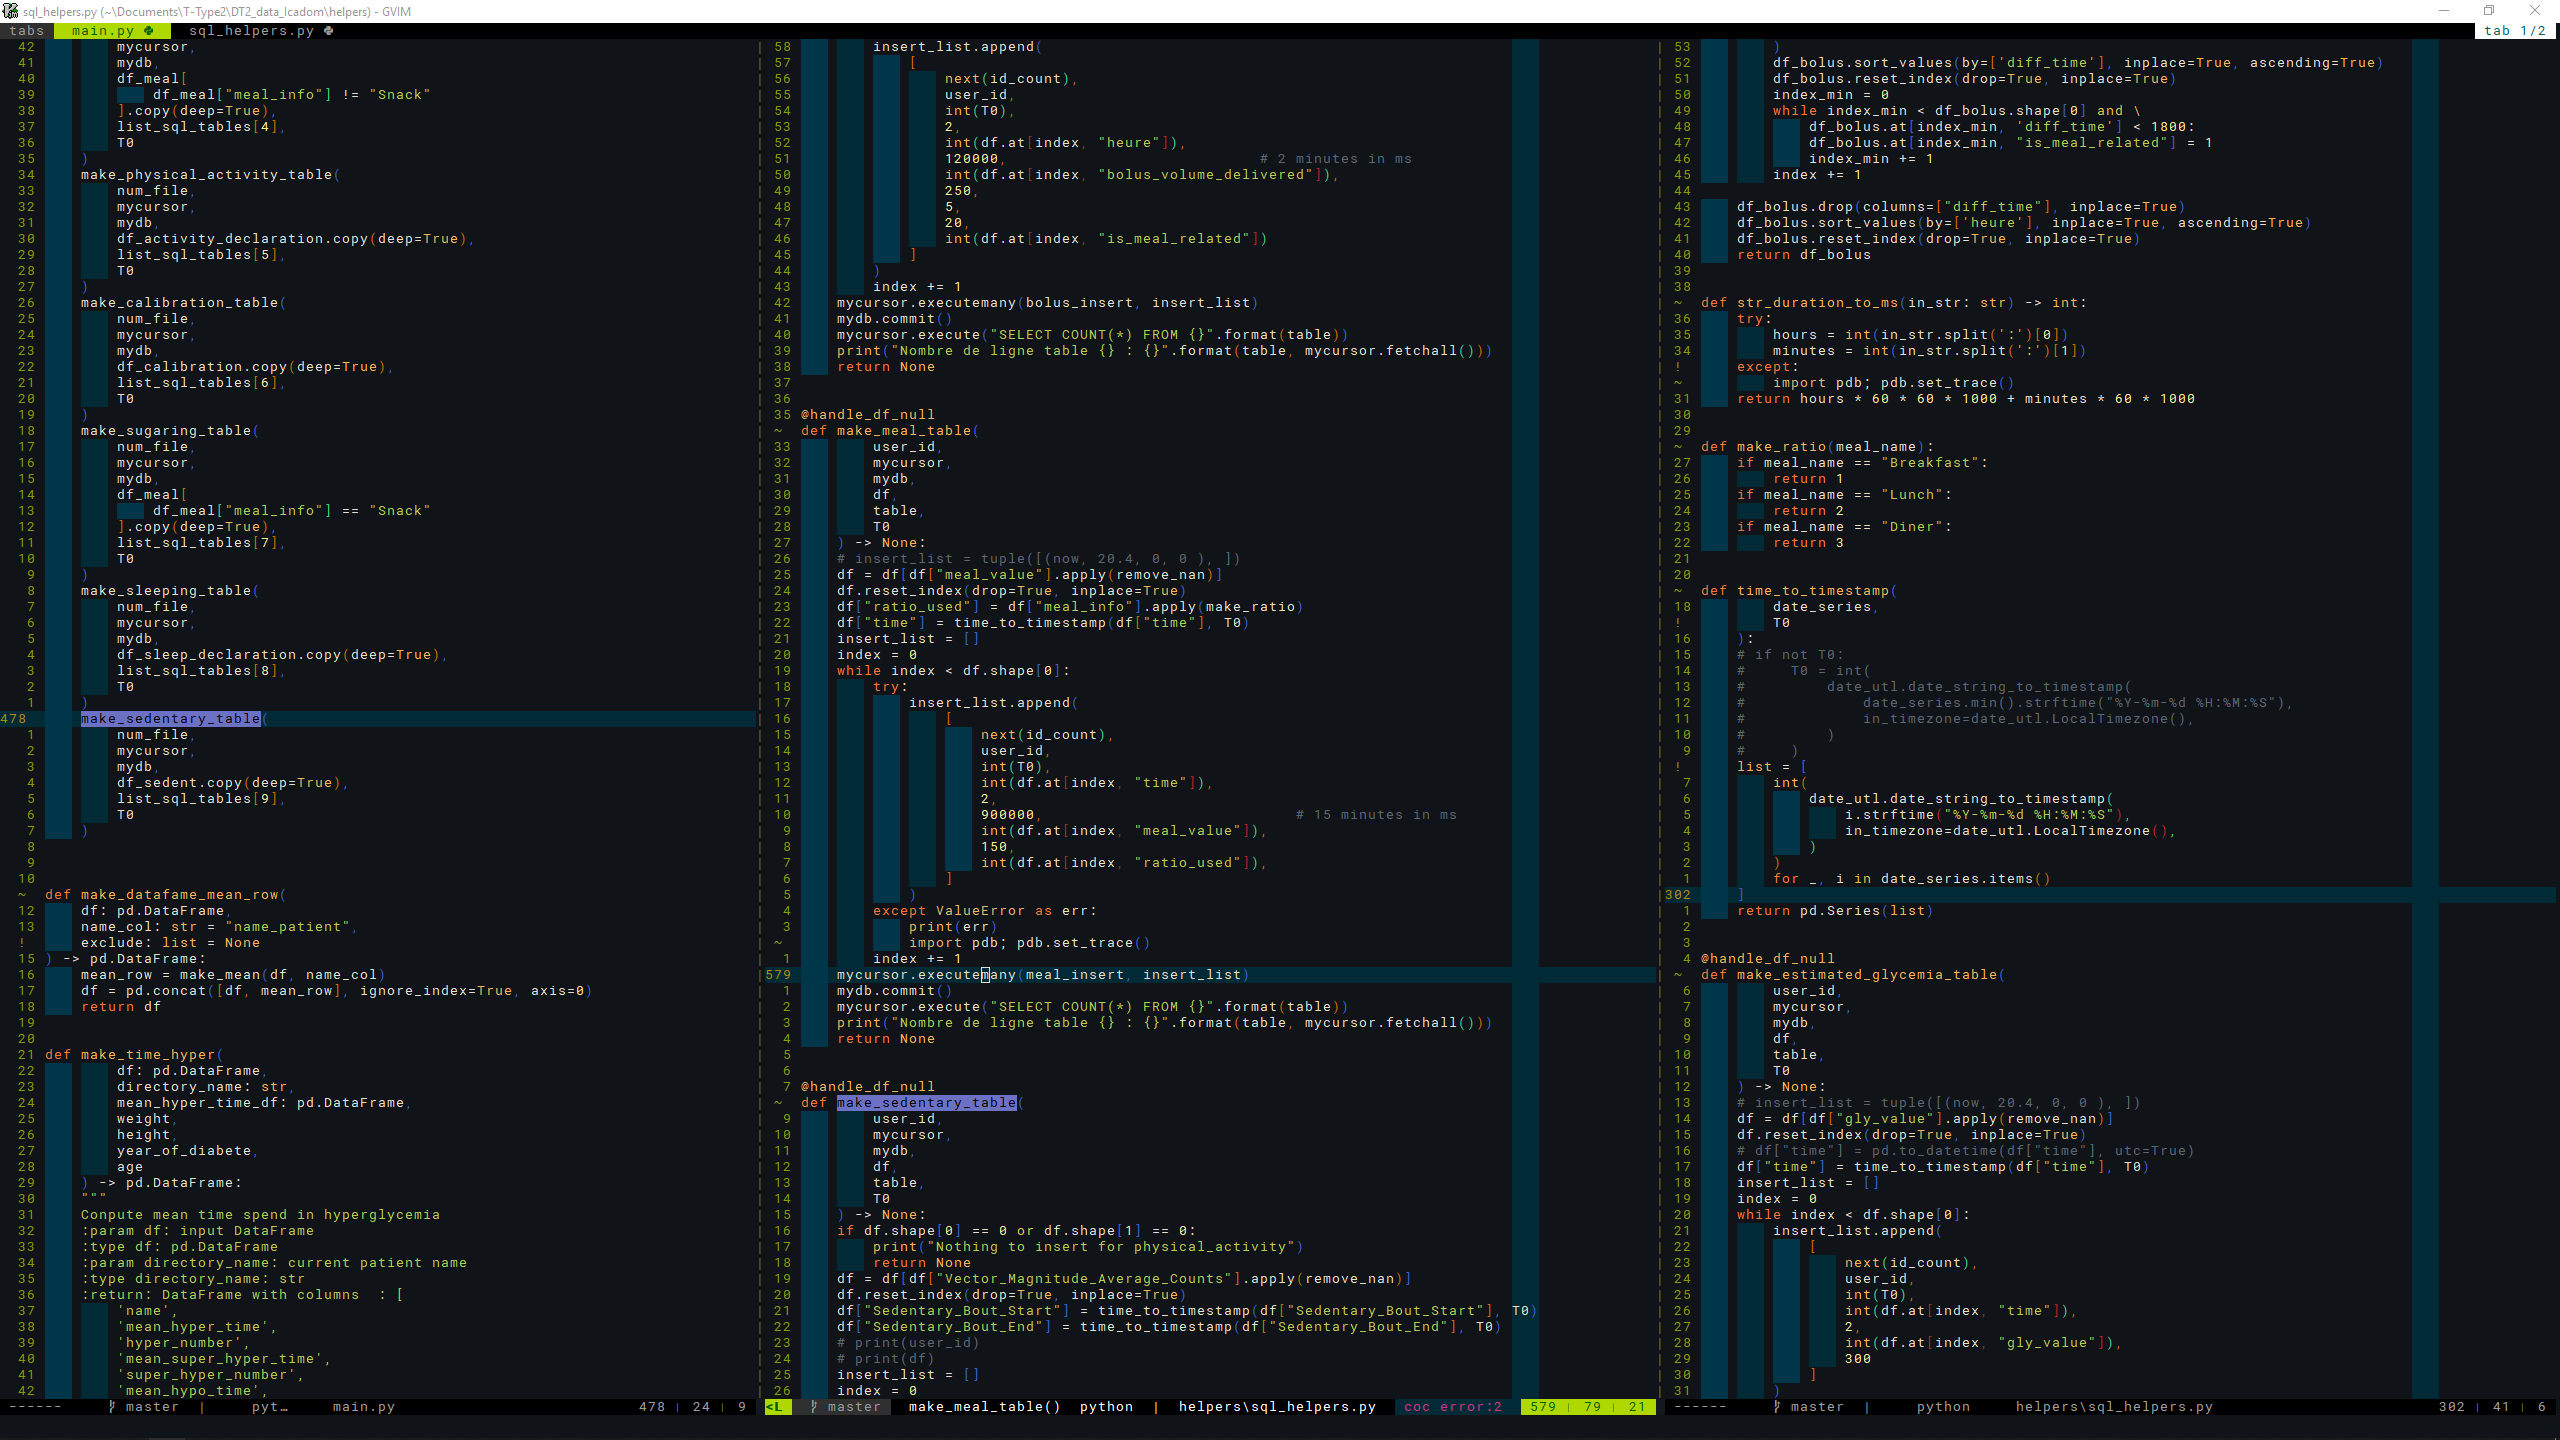 sql_helpers.py (~\Documents\T-Type2\DT2_data_lcadom\helpers) - GVIM
tabs main.py sql_helpers.py tab 1/2
42 mycursor,
41 mydb,
40 df_meal[
39 df_meal["meal_info"] != "Snack"
38 ].copy(deep=True),
37 list_sql_tables[4],
36 T0
35 )
34 make_physical_activity_table(
33 num_file,
32 mycursor,
31 mydb,
30 df_activity_declaration.copy(deep=True),
29 list_sql_tables[5],
28 T0
27 )
26 make_calibration_table(
25 num_file,
24 mycursor,
23 mydb,
22 df_calibration.copy(deep=True),
21 list_sql_tables[6],
20 T0
19 )
18 make_sugaring_table(
17 num_file,
16 mycursor,
15 mydb,
14 df_meal[
13 df_meal["meal_info"] == "Snack"
12 ].copy(deep=True),
11 list_sql_tables[7],
10 T0
9 )
8 make_sleeping_table(
7 num_file,
6 mycursor,
5 mydb,
4 df_sleep_declaration.copy(deep=True),
3 list_sql_tables[8],
2 T0
1 )
478 make_sedentary_table(
1 num_file,
2 mycursor,
3 mydb,
4 df_sedent.copy(deep=True),
5 list_sql_tables[9],
6 T0
7 )
8
9
10
~ def make_datafame_mean_row(
12 df: pd.DataFrame,
13 name_col: str = "name_patient",
! exclude: list = None
15 ) -> pd.DataFrame:
16 mean_row = make_mean(df, name_col)
17 df = pd.concat([df, mean_row], ignore_index=True, axis=0)
18 return df
19
20
21 def make_time_hyper(
22 df: pd.DataFrame,
23 directory_name: str,
24 mean_hyper_time_df: pd.DataFrame,
25 weight,
26 height,
27 year_of_diabete,
28 age
29 ) -> pd.DataFrame:
30 """
31 Conpute mean time spend in hyperglycemia
32 :param df: input DataFrame
33 :type df: pd.DataFrame
34 :param directory_name: current patient name
35 :type directory_name: str
36 :return: DataFrame with columns : [
37 'name',
38 'mean_hyper_time',
39 'hyper_number',
40 'mean_super_hyper_time',
41 'super_hyper_number',
42 'mean_hypo_time',
------ master | pyt… main.py 478 | 24 | 9
58 insert_list.append(
57 [
56 next(id_count),
55 user_id,
54 int(T0),
53 2,
52 int(df.at[index, "heure"]),
51 120000, # 2 minutes in ms
50 int(df.at[index, "bolus_volume_delivered"]),
49 250,
48 5,
47 20,
46 int(df.at[index, "is_meal_related"])
45 ]
44 )
43 index += 1
42 mycursor.executemany(bolus_insert, insert_list)
41 mydb.commit()
40 mycursor.execute("SELECT COUNT(*) FROM {}".format(table))
39 print("Nombre de ligne table {} : {}".format(table, mycursor.fetchall()))
38 return None
37
36
35 @handle_df_null
~ def make_meal_table(
33 user_id,
32 mycursor,
31 mydb,
30 df,
29 table,
28 T0
27 ) -> None:
26 # insert_list = tuple([(now, 20.4, 0, 0 ), ])
25 df = df[df["meal_value"].apply(remove_nan)]
24 df.reset_index(drop=True, inplace=True)
23 df["ratio_used"] = df["meal_info"].apply(make_ratio)
22 df["time"] = time_to_timestamp(df["time"], T0)
21 insert_list = []
20 index = 0
19 while index < df.shape[0]:
18 try:
17 insert_list.append(
16 [
15 next(id_count),
14 user_id,
13 int(T0),
12 int(df.at[index, "time"]),
11 2,
10 900000, # 15 minutes in ms
9 int(df.at[index, "meal_value"]),
8 150,
7 int(df.at[index, "ratio_used"]),
6 ]
5 )
4 except ValueError as err:
3 print(err)
~ import pdb; pdb.set_trace()
1 index += 1
579 mycursor.executemany(meal_insert, insert_list)
1 mydb.commit()
2 mycursor.execute("SELECT COUNT(*) FROM {}".format(table))
3 print("Nombre de ligne table {} : {}".format(table, mycursor.fetchall()))
4 return None
5
6
7 @handle_df_null
~ def make_sedentary_table(
9 user_id,
10 mycursor,
11 mydb,
12 df,
13 table,
14 T0
15 ) -> None:
16 if df.shape[0] == 0 or df.shape[1] == 0:
17 print("Nothing to insert for physical_activity")
18 return None
19 df = df[df["Vector_Magnitude_Average_Counts"].apply(remove_nan)]
20 df.reset_index(drop=True, inplace=True)
21 df["Sedentary_Bout_Start"] = time_to_timestamp(df["Sedentary_Bout_Start"], T0)
22 df["Sedentary_Bout_End"] = time_to_timestamp(df["Sedentary_Bout_End"], T0)
23 # print(user_id)
24 # print(df)
25 insert_list = []
26 index = 0
<L master make_meal_table() python | helpers\sql_helpers.py coc error:2 579 | 79 | 21
53 )
52 df_bolus.sort_values(by=['diff_time'], inplace=True, ascending=True)
51 df_bolus.reset_index(drop=True, inplace=True)
50 index_min = 0
49 while index_min < df_bolus.shape[0] and \
48 df_bolus.at[index_min, 'diff_time'] < 1800:
47 df_bolus.at[index_min, "is_meal_related"] = 1
46 index_min += 1
45 index += 1
44
43 df_bolus.drop(columns=["diff_time"], inplace=True)
42 df_bolus.sort_values(by=['heure'], inplace=True, ascending=True)
41 df_bolus.reset_index(drop=True, inplace=True)
40 return df_bolus
39
38
~ def str_duration_to_ms(in_str: str) -> int:
36 try:
35 hours = int(in_str.split(':')[0])
34 minutes = int(in_str.split(':')[1])
! except:
~ import pdb; pdb.set_trace()
31 return hours * 60 * 60 * 1000 + minutes * 60 * 1000
30
29
~ def make_ratio(meal_name):
27 if meal_name == "Breakfast":
26 return 1
25 if meal_name == "Lunch":
24 return 2
23 if meal_name == "Diner":
22 return 3
21
20
~ def time_to_timestamp(
18 date_series,
! T0
16 ):
15 # if not T0:
14 # T0 = int(
13 # date_utl.date_string_to_timestamp(
12 # date_series.min().strftime("%Y-%m-%d %H:%M:%S"),
11 # in_timezone=date_utl.LocalTimezone(),
10 # )
9 # )
! list = [
7 int(
6 date_utl.date_string_to_timestamp(
5 i.strftime("%Y-%m-%d %H:%M:%S"),
4 in_timezone=date_utl.LocalTimezone(),
3 )
2 )
1 for _, i in date_series.items()
302 ]
1 return pd.Series(list)
2
3
4 @handle_df_null
~ def make_estimated_glycemia_table(
6 user_id,
7 mycursor,
8 mydb,
9 df,
10 table,
11 T0
12 ) -> None:
13 # insert_list = tuple([(now, 20.4, 0, 0 ), ])
14 df = df[df["gly_value"].apply(remove_nan)]
15 df.reset_index(drop=True, inplace=True)
16 # df["time"] = pd.to_datetime(df["time"], utc=True)
17 df["time"] = time_to_timestamp(df["time"], T0)
18 insert_list = []
19 index = 0
20 while index < df.shape[0]:
21 insert_list.append(
22 [
23 next(id_count),
24 user_id,
25 int(T0),
26 int(df.at[index, "time"]),
27 2,
28 int(df.at[index, "gly_value"]),
29 300
30 ]
31 )
------ master | python helpers\sql_helpers.py 302 | 41 | 6